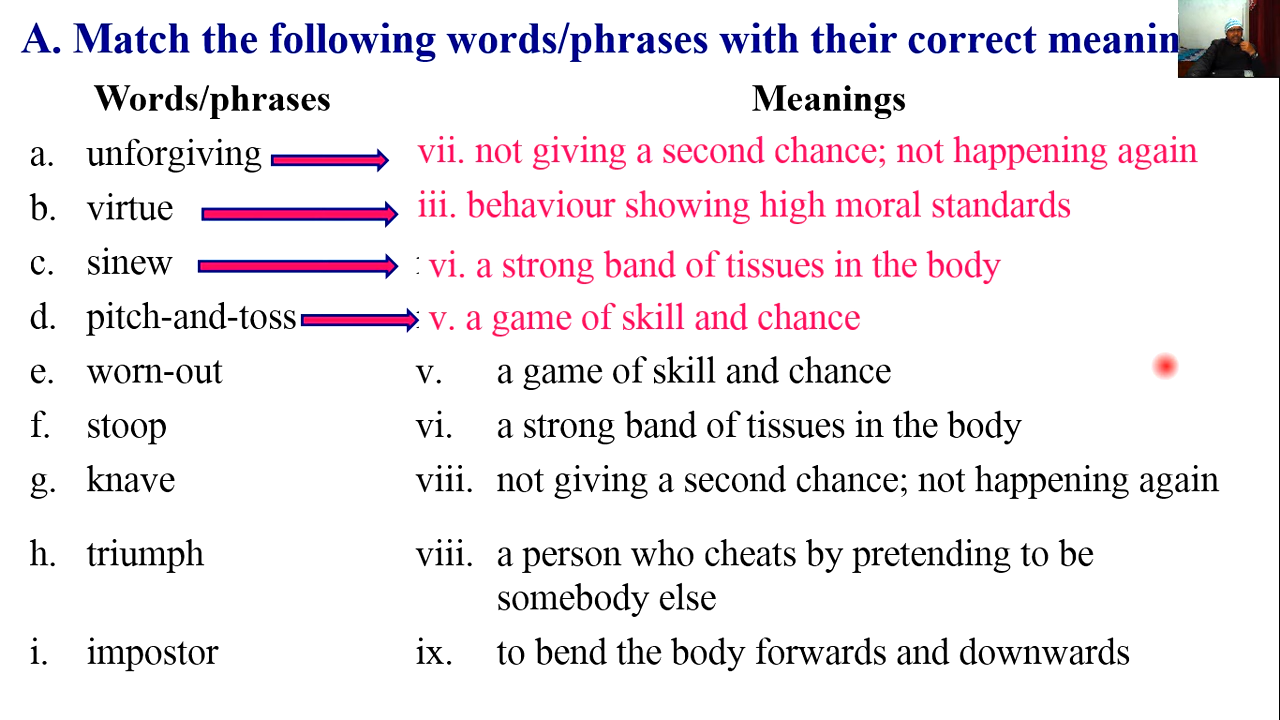 A. Match the following words/phrases with their correct meanin
Words/phrases Meanings
a. unforgiving vii. not giving a second chance; not happening again
b. virtue iii. behaviour showing high moral standards
c. sinew vi. a strong band of tissues in the body
d. pitch-and-toss v. a game of skill and chance
e. worn-out v. a game of skill and chance
f. stoop vi. a strong band of tissues in the body
g. knave viii. not giving a second chance; not happening again
h. triumph viii. a person who cheats by pretending to be
somebody else
i. impostor ix. to bend the body forwards and downwards